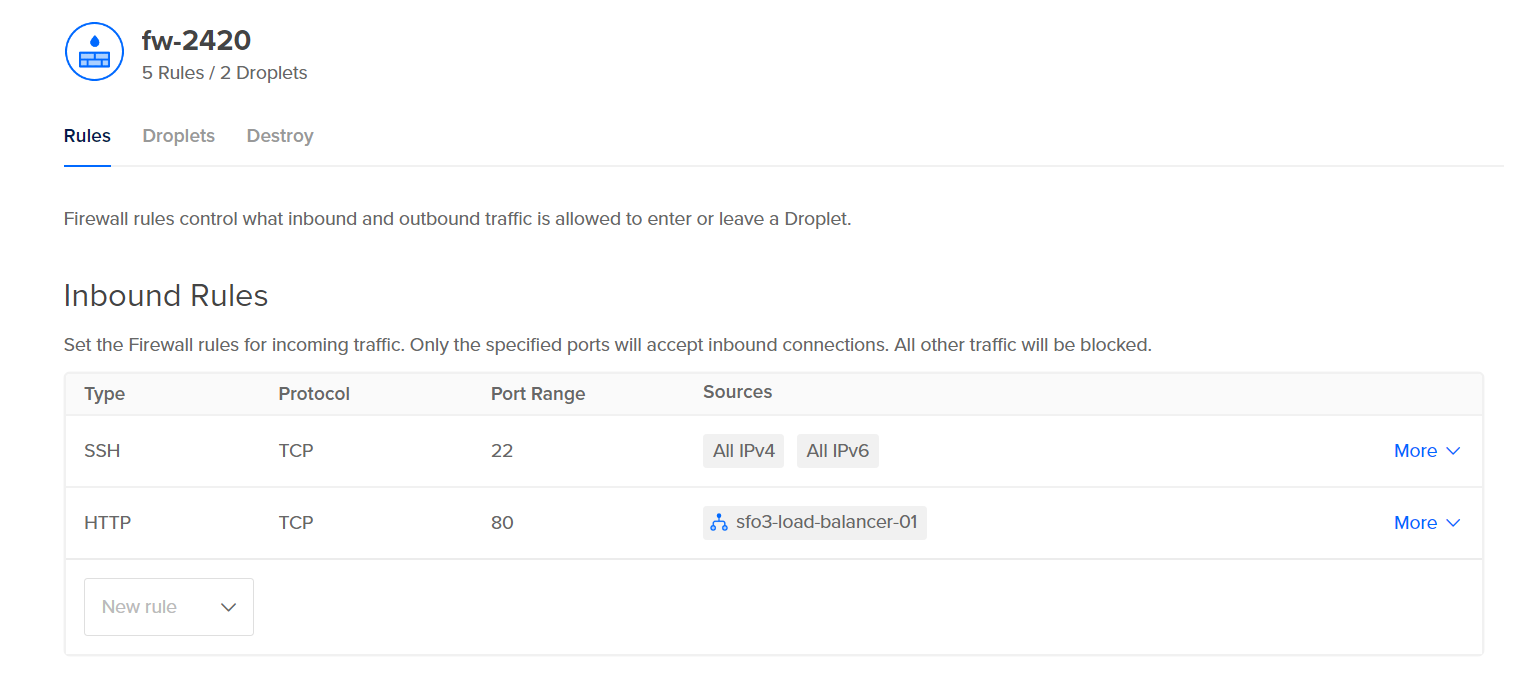 fw-2420
5 Rules / 2 Droplets
Rules Droplets Destroy
Firewall rules control what inbound and outbound traffic is allowed to enter or leave a Droplet.
Inbound Rules
Set the Firewall rules for incoming traffic. Only the specified ports will accept inbound connections. All other traffic will be blocked.
Type Protocol Port Range Sources
SSH TCP 22 All IPv4 All IPv6 More
HTTP TCP 80 sfo3-load-balancer-01 More
New rule